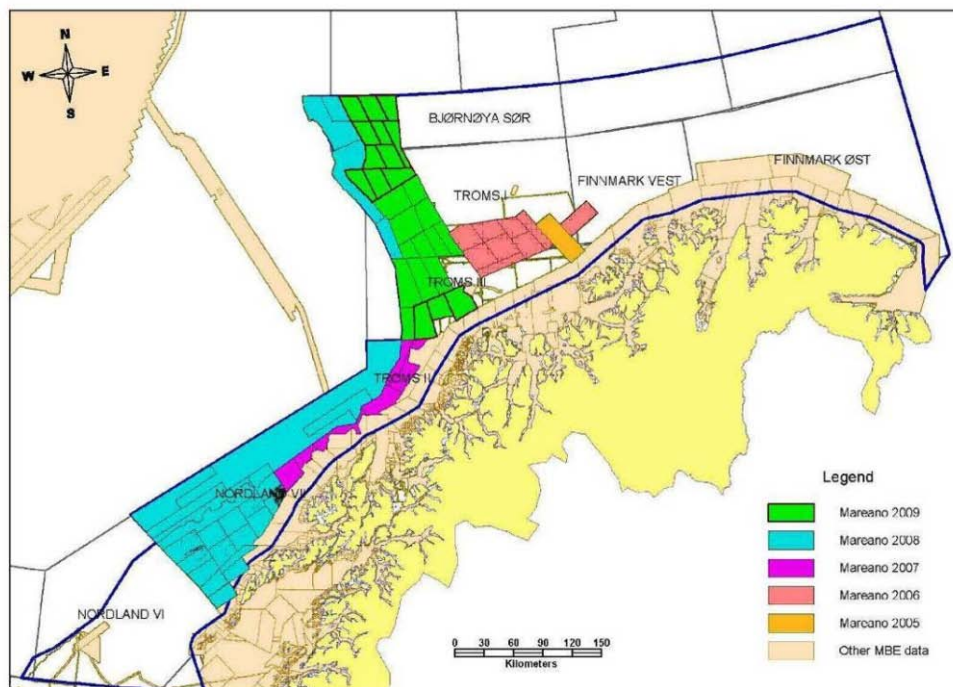 N
W E
S
BJØRNØYA SØR
FINNMARK ØST
FINNMARK VEST
TROMS I
TROMS III
TROMS II
NORDLAND VII
NORDLAND VI
Legend
Mareano 2009
Mareano 2008
Mareano 2007
Mareano 2006
Mareano 2005
Other MBE data
0 30 60 90 120 150
Kilometers